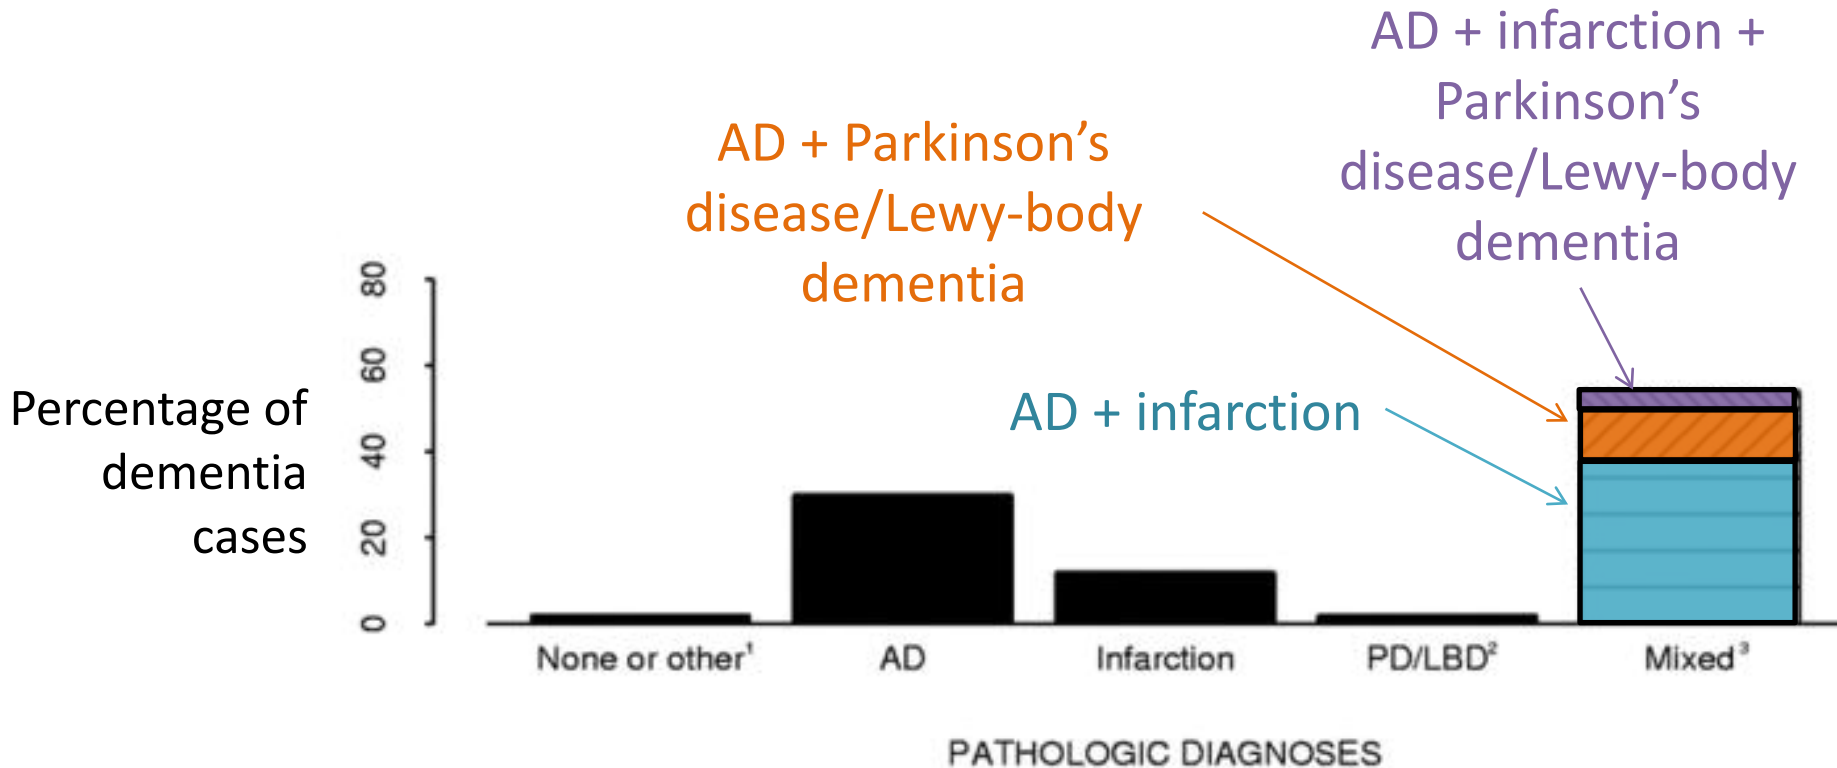 AD + infarction +
Parkinson’s
disease/Lewy-body
dementia
AD + Parkinson’s
disease/Lewy-body
dementia
AD + infarction
Percentage of
dementia
cases
80
60
40
20
0
None or other¹
AD
Infarction
PD/LBD²
Mixed³
PATHOLOGIC DIAGNOSES